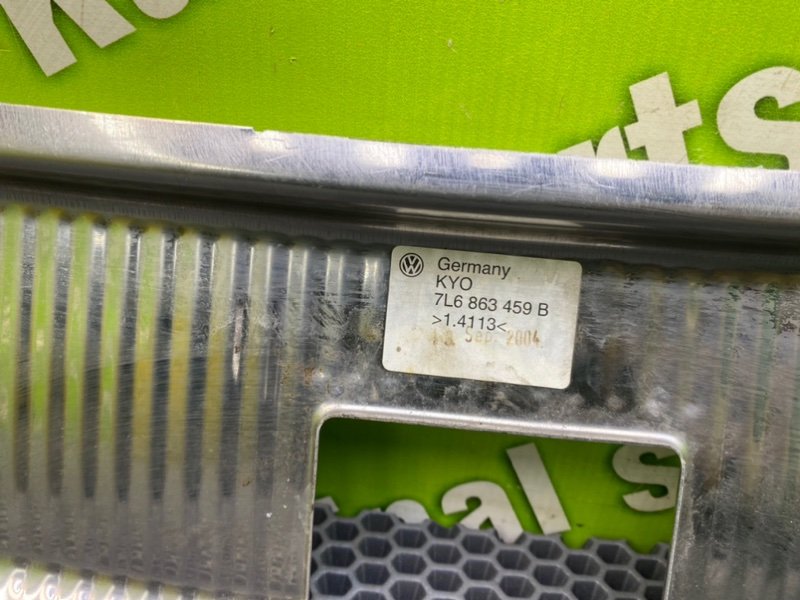 Germany
KYO
7L6 863 459 B
>1.4113<
Sep. 2004